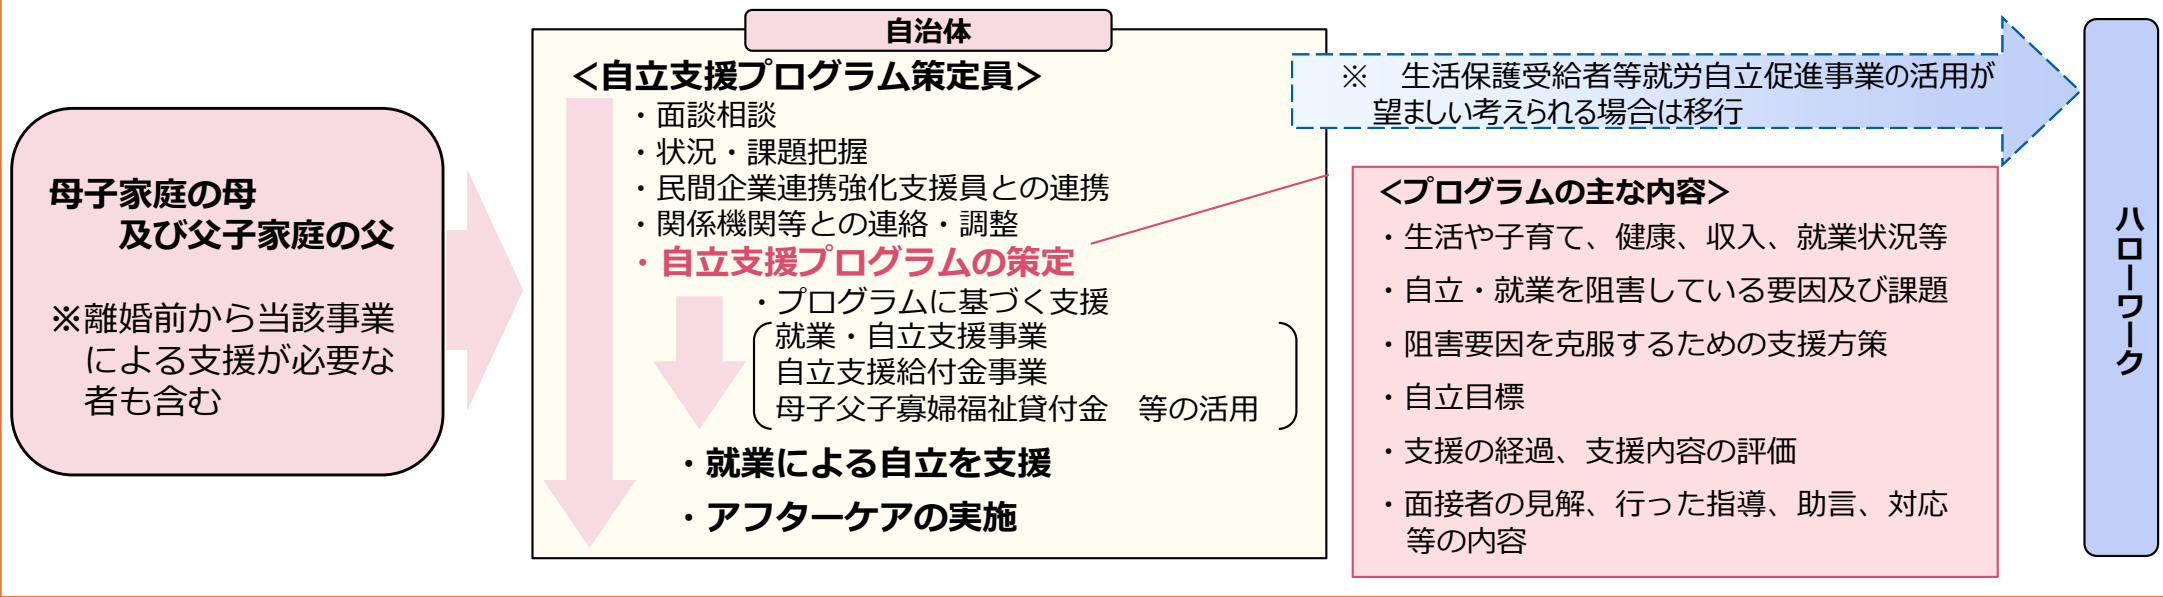 母子家庭の母
及び父子家庭の父
※離婚前から当該事業
による支援が必要な
者も含む
自治体
<自立支援プログラム策定員>
・面談相談
・状況・課題把握
・民間企業連携強化支援員との連携
・関係機関等との連絡・調整
・自立支援プログラムの策定
・プログラムに基づく支援
就業・自立支援事業
自立支援給付金事業
母子父子寡婦福祉貸付金　等の活用
・就業による自立を支援
・アフターケアの実施
※　生活保護受給者等就労自立促進事業の活用が
望ましい考えられる場合は移行
<プログラムの主な内容>
・生活や子育て、健康、収入、就業状況等
・自立・就業を阻害している要因及び課題
・阻害要因を克服するための支援方策
・自立目標
・支援の経過、支援内容の評価
・面接者の見解、行った指導、助言、対応
等の内容
ハローワーク